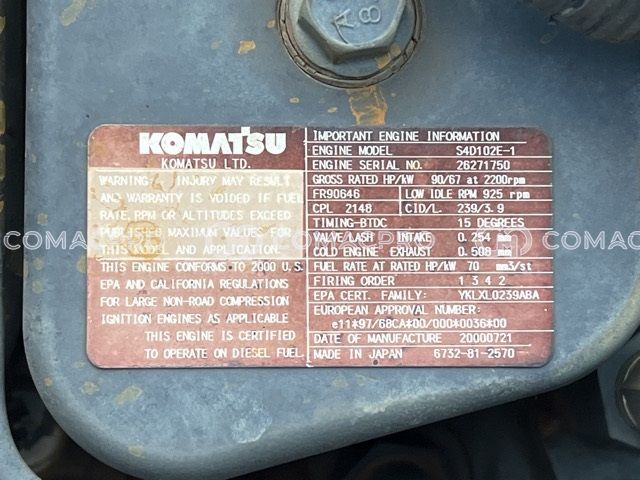 A
8
KOMATSU
KOMATSU LTD.
WARNING: INJURY MAY RESULT
AND WARRANTY IS VOIDED IF FUEL
RATE, RPM OR ALTITUDES EXCEED
PUBLISHED MAXIMUM VALUES FOR
THIS MODEL AND APPLICATION.
THIS ENGINE CONFORMS TO 2000 U.S.
EPA AND CALIFORNIA REGULATIONS
FOR LARGE NON-ROAD COMPRESSION
IGNITION ENGINES AS APPLICABLE
THIS ENGINE IS CERTIFIED
TO OPERATE ON DIESEL FUEL.
IMPORTANT ENGINE INFORMATION
ENGINE MODEL S4D102E-1
ENGINE SERIAL NO. 26271750
GROSS RATED HP/kW 90/67 at 2200rpm
FR90646 LOW IDLE RPM 925 rpm
CPL 2148 CID/L. 239/3.9
TIMING-BTDC 15 DEGREES
VALVE LASH INTAKE 0.254 mm
COLD ENGINE EXHAUST 0.508 mm
FUEL RATE AT RATED HP/kW 70 mm3/st
FIRING ORDER 1 3 4 2
EPA CERT. FAMILY: YKLXL0239ABA
EUROPEAN APPROVAL NUMBER:
e11*97/68CA*00/000*0036*00
DATE OF MANUFACTURE 20000721
MADE IN JAPAN 6732-81-2570